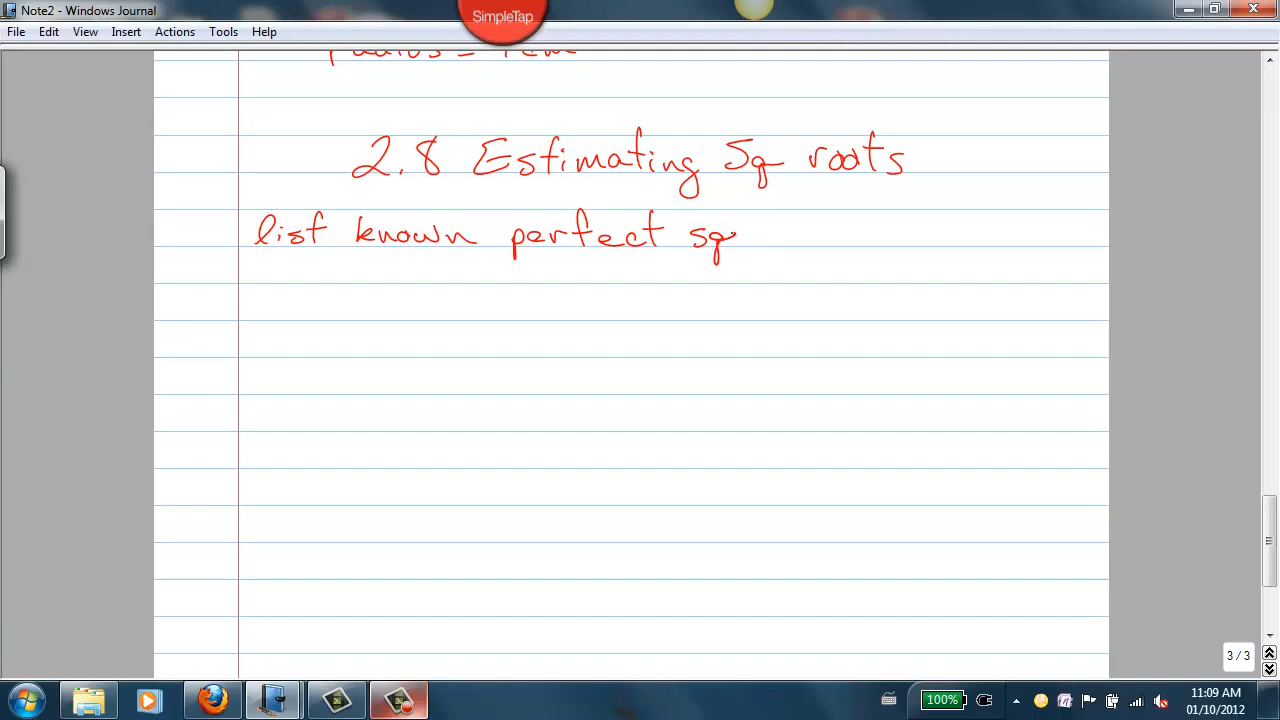 Note2 - Windows Journal
SimpleTap
File Edit View Insert Actions Tools Help
radius =
2.8 Estimating Sq roots
list known perfect sq
3 / 3
100%
11:09 AM
01/10/2012